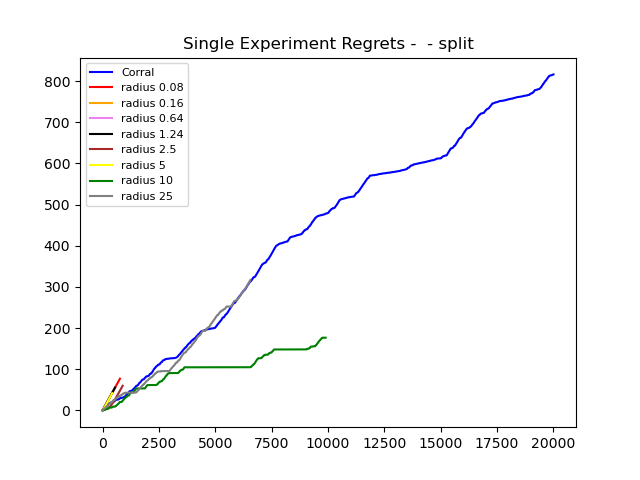 Single Experiment Regrets -  - split
Corral
radius 0.08
radius 0.16
radius 0.64
radius 1.24
radius 2.5
radius 5
radius 10
radius 25
800
700
600
500
400
300
200
100
0
0 2500 5000 7500 10000 12500 15000 17500 20000